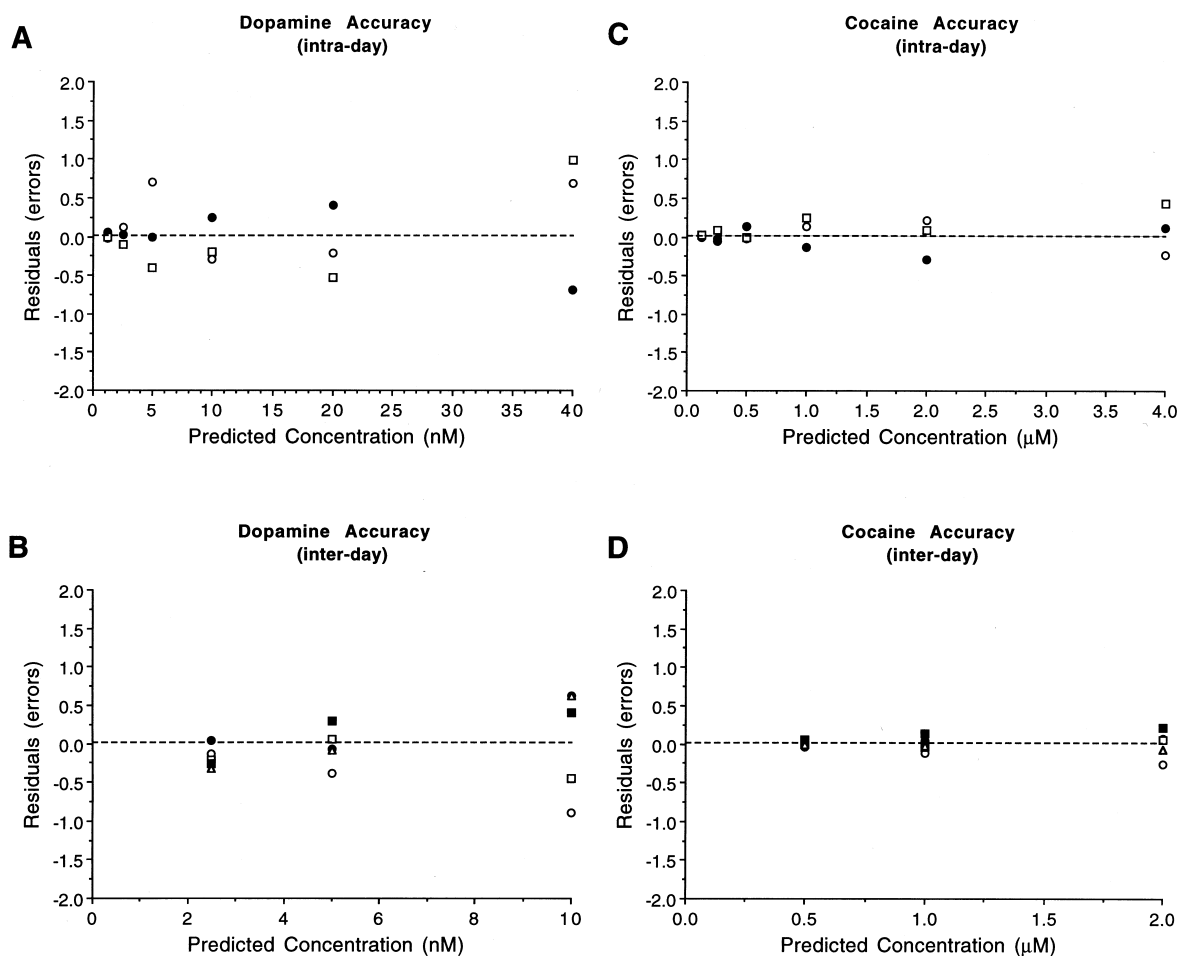 A
Dopamine Accuracy
(intra-day)
2.0
1.5
1.0
0.5
0.0
-0.5
-1.0
-1.5
-2.0
Residuals (errors)
0 5 10 15 20 25 30 35 40
Predicted Concentration (nM)
C
Cocaine Accuracy
(intra-day)
2.0
1.5
1.0
0.5
0.0
-0.5
-1.0
-1.5
-2.0
Residuals (errors)
0.0 0.5 1.0 1.5 2.0 2.5 3.0 3.5 4.0
Predicted Concentration (μM)
B
Dopamine Accuracy
(inter-day)
2.0
1.5
1.0
0.5
0.0
-0.5
-1.0
-1.5
-2.0
Residuals (errors)
0 2 4 6 8 10
Predicted Concentration (nM)
D
Cocaine Accuracy
(inter-day)
2.0
1.5
1.0
0.5
0.0
-0.5
-1.0
-1.5
-2.0
Residuals (errors)
0.0 0.5 1.0 1.5 2.0
Predicted Concentration (μM)